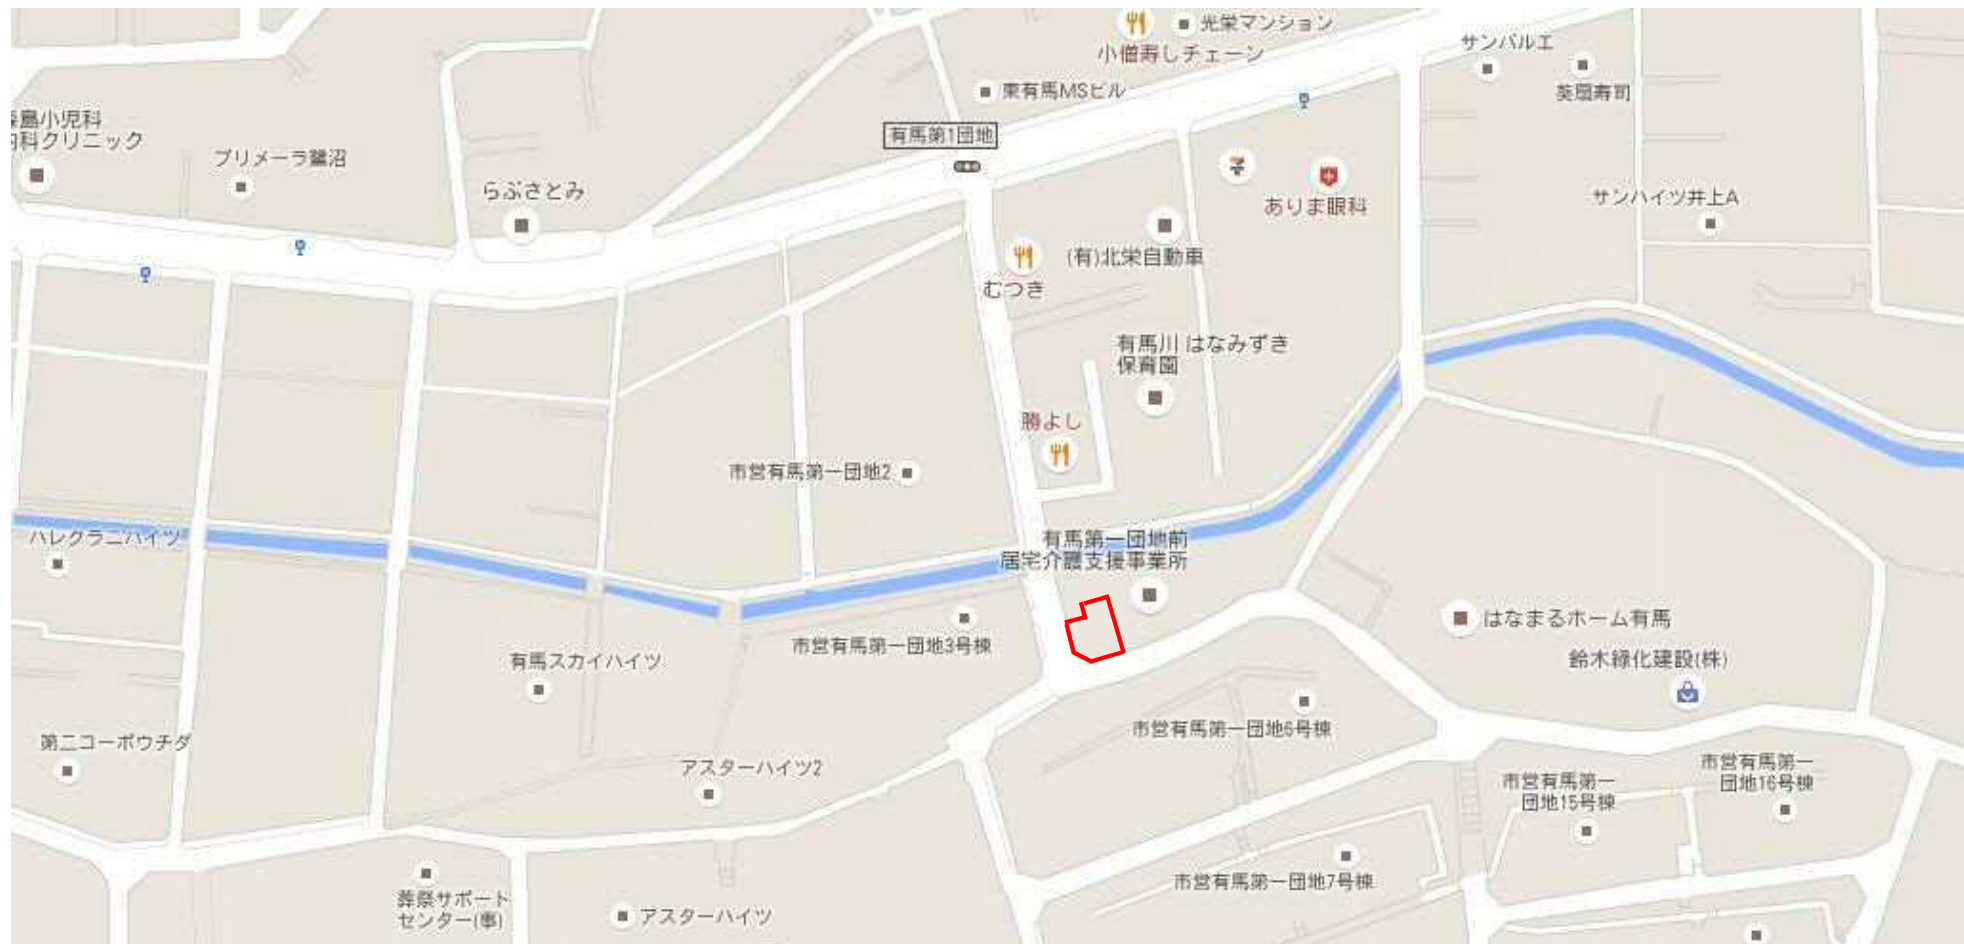 光栄マンション
小僧寿しチェーン
サンパルエ
葵扇寿司
東有馬MSビル
有馬第1団地
小児科
内科クリニック
プリメーラ鷺沼
らぷさとみ
ありま眼科
サンハイツ井上A
(有)北栄自動車
むつき
有馬川 はなみずき
保育園
勝よし
市営有馬第一団地2
ハレクラニハイツ
有馬第一団地前
居宅介護支援事業所
市営有馬第一団地3号棟
はなまるホーム有馬
有馬スカイハイツ
鈴木緑化建設(株)
市営有馬第一団地6号棟
第二コーポウチダ
アスターハイツ2
市営有馬第一
団地16号棟
市営有馬第一
団地15号棟
市営有馬第一団地7号棟
葬祭サポート
センター(事)
アスターハイツ